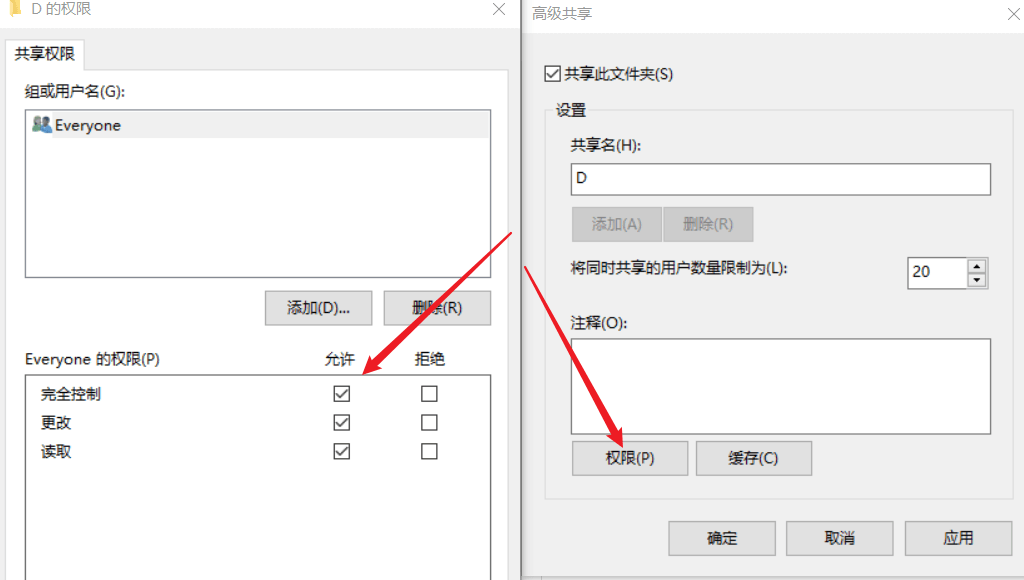 D 的权限
共享权限
组或用户名(G):
Everyone
添加(D)...
删除(R)
Everyone 的权限(P)
允许
拒绝
完全控制
更改
读取
高级共享
共享此文件夹(S)
设置
共享名(H):
D
添加(A)
删除(R)
将同时共享的用户数量限制为(L):
20
注释(O):
权限(P)
缓存(C)
确定
取消
应用